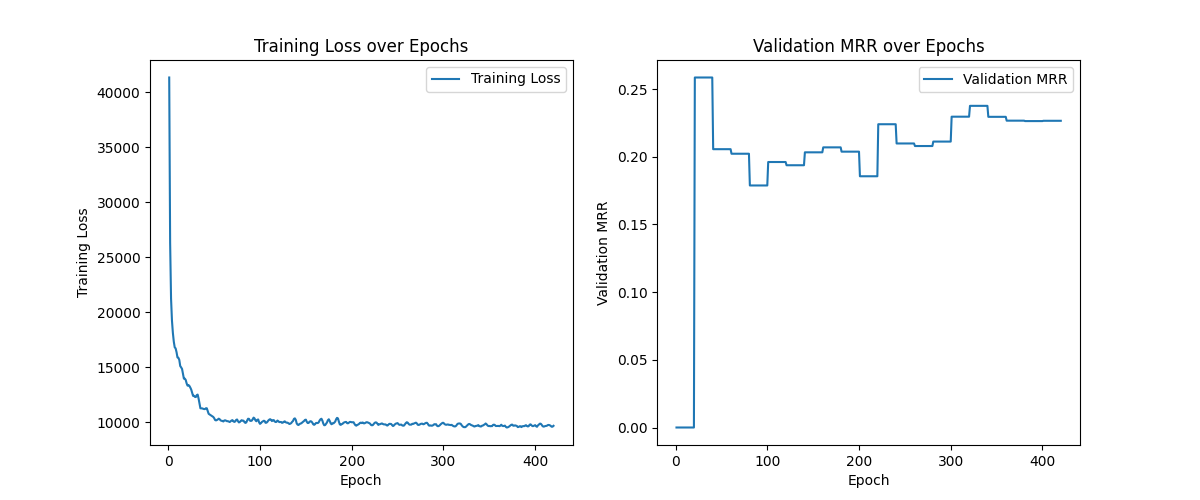 Training Loss over Epochs
Training Loss
40000
35000
30000
25000
20000
15000
10000
Training Loss
0
100
200
300
400
Epoch
Validation MRR over Epochs
Validation MRR
0.25
0.20
0.15
0.10
0.05
0.00
Validation MRR
0
100
200
300
400
Epoch